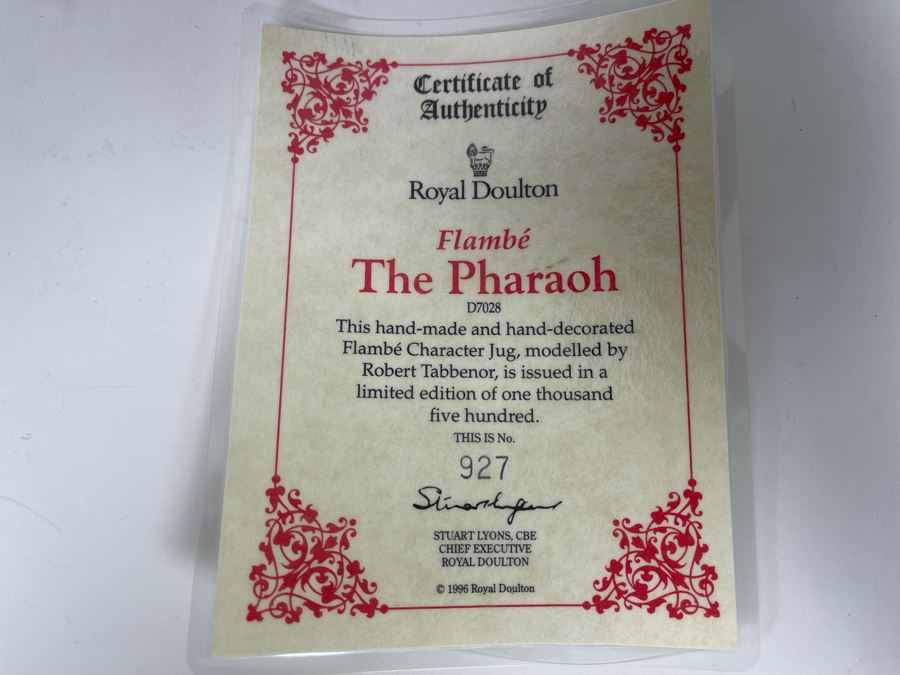 Certificate of
Authenticity
Royal Doulton
Flambé
The Pharaoh
D7028
This hand-made and hand-decorated
Flambé Character Jug, modelled by
Robert Tabbenor, is issued in a
limited edition of one thousand
five hundred.
THIS IS No.
927
STUART LYONS, CBE
CHIEF EXECUTIVE
ROYAL DOULTON
© 1996 Royal Doulton